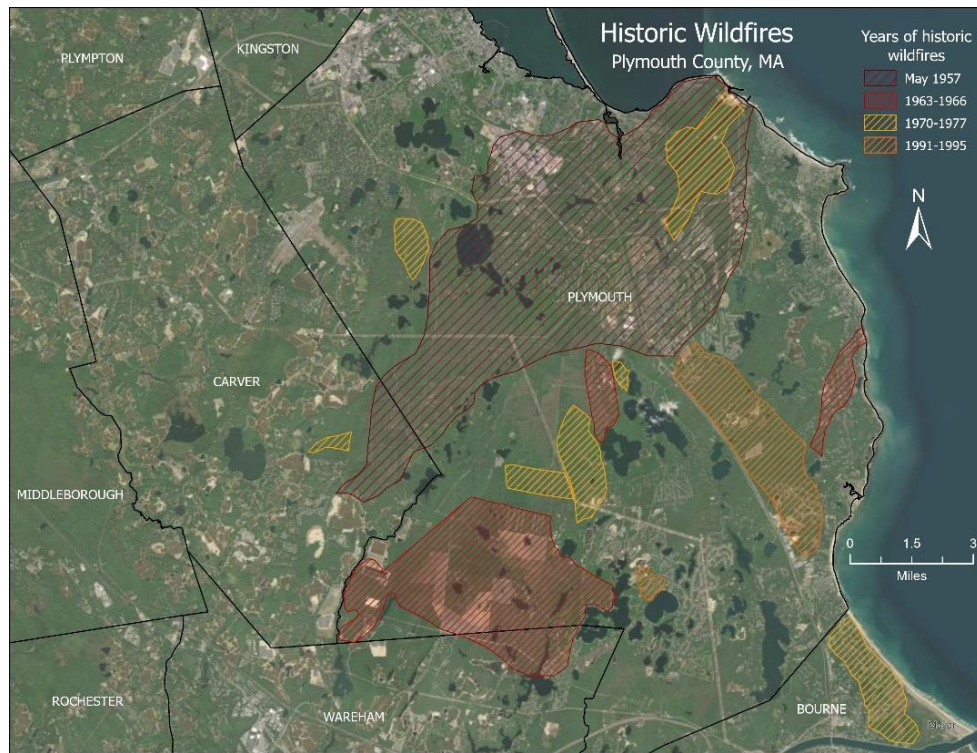 Historic Wildfires
Plymouth County, MA
Years of historic
wildfires
May 1957
1963-1966
1970-1977
1991-1995
N
PLYMPTON
KINGSTON
PLYMOUTH
CARVER
MIDDLEBOROUGH
0 1.5 3
Miles
ROCHESTER
WAREHAM
BOURNE